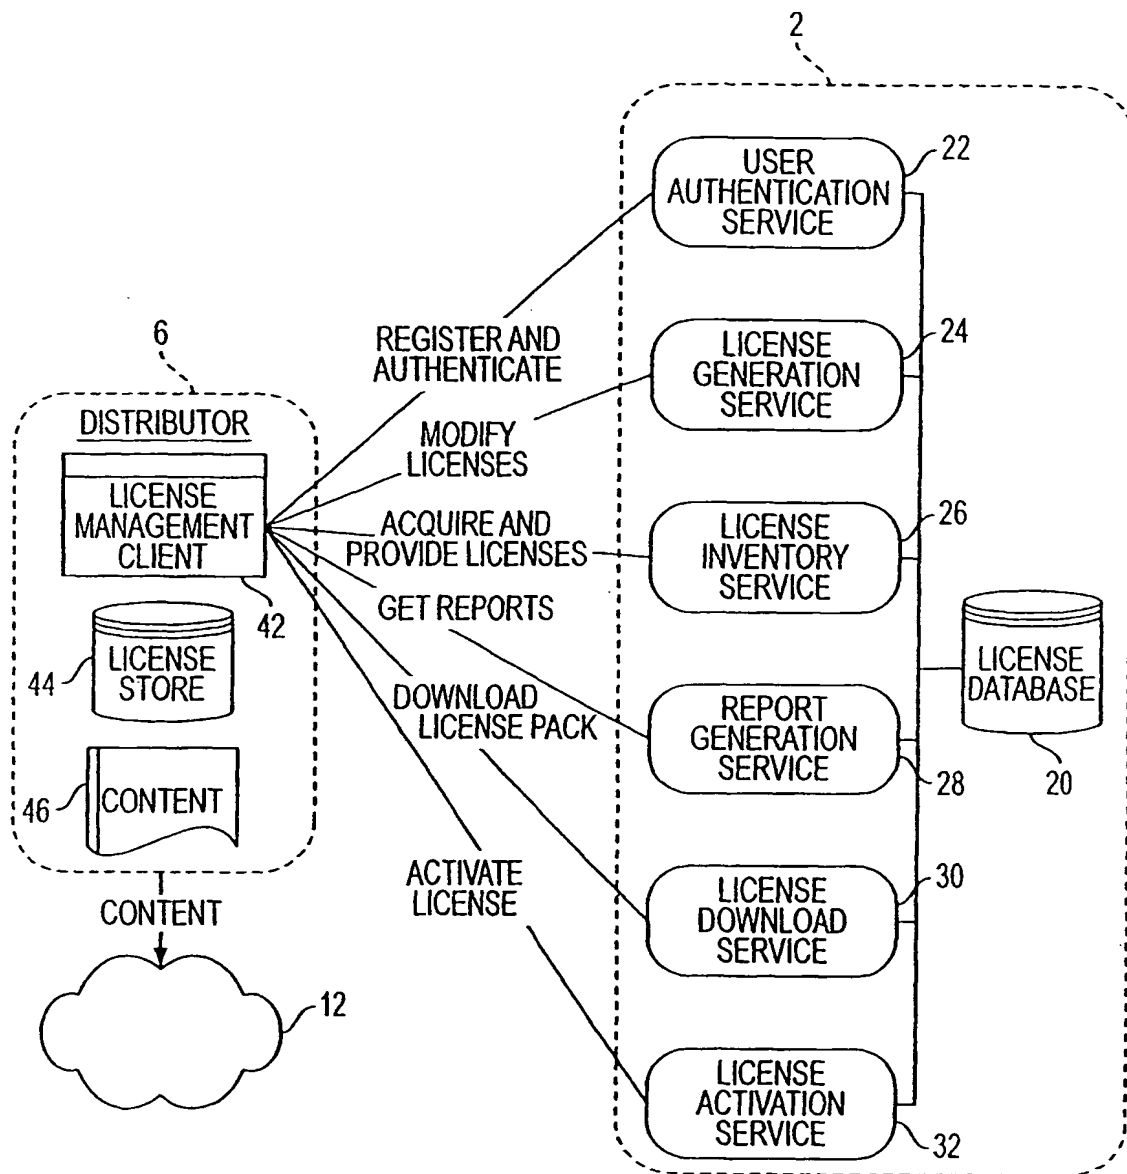 2
USER
AUTHENTICATION
SERVICE
22
REGISTER AND
AUTHENTICATE
LICENSE
GENERATION
SERVICE
24
6
DISTRIBUTOR
LICENSE
MANAGEMENT
CLIENT
42
MODIFY
LICENSES
ACQUIRE AND
PROVIDE LICENSES
LICENSE
INVENTORY
SERVICE
26
GET REPORTS
44
LICENSE
STORE
LICENSE
DATABASE
20
DOWNLOAD
LICENSE PACK
REPORT
GENERATION
SERVICE
28
46
CONTENT
ACTIVATE
LICENSE
LICENSE
DOWNLOAD
SERVICE
30
CONTENT
12
LICENSE
ACTIVATION
SERVICE
32